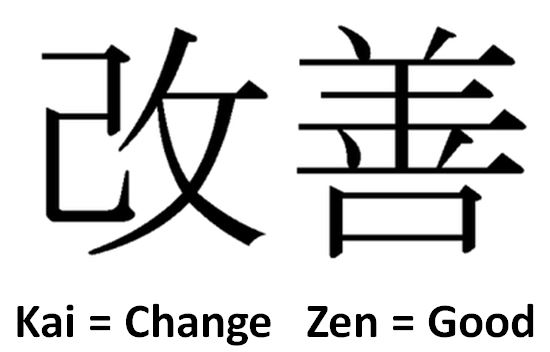 改善
Kai = Change Zen = Good